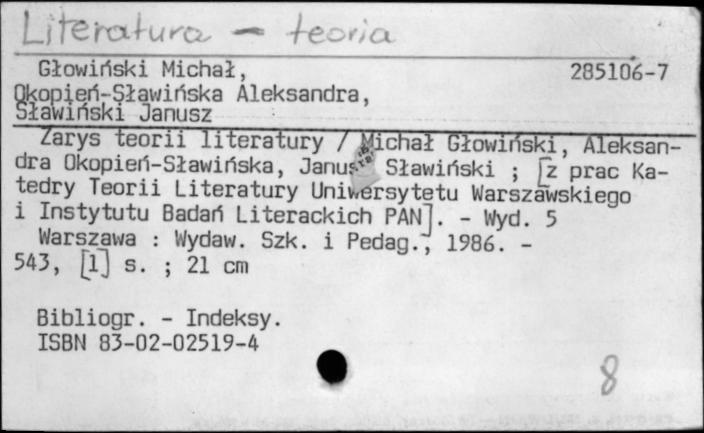 Literatura - teoria
Głowiński Michał, 285106-7
Okopień-Sławińska Aleksandra,
Sławiński Janusz
Zarys teorii literatury / Michał Głowiński, Aleksan-
dra Okopień-Sławińska, Janusz Sławiński ; [z prac Ka-
tedry Teorii Literatury Uniwersytetu Warszawskiego
i Instytutu Badań Literackich PAN]. - Wyd. 5
Warszawa : Wydaw. Szk. i Pedag., 1986. -
543, [1] s. ; 21 cm
Bibliogr. - Indeksy.
ISBN 83-02-02519-4
8